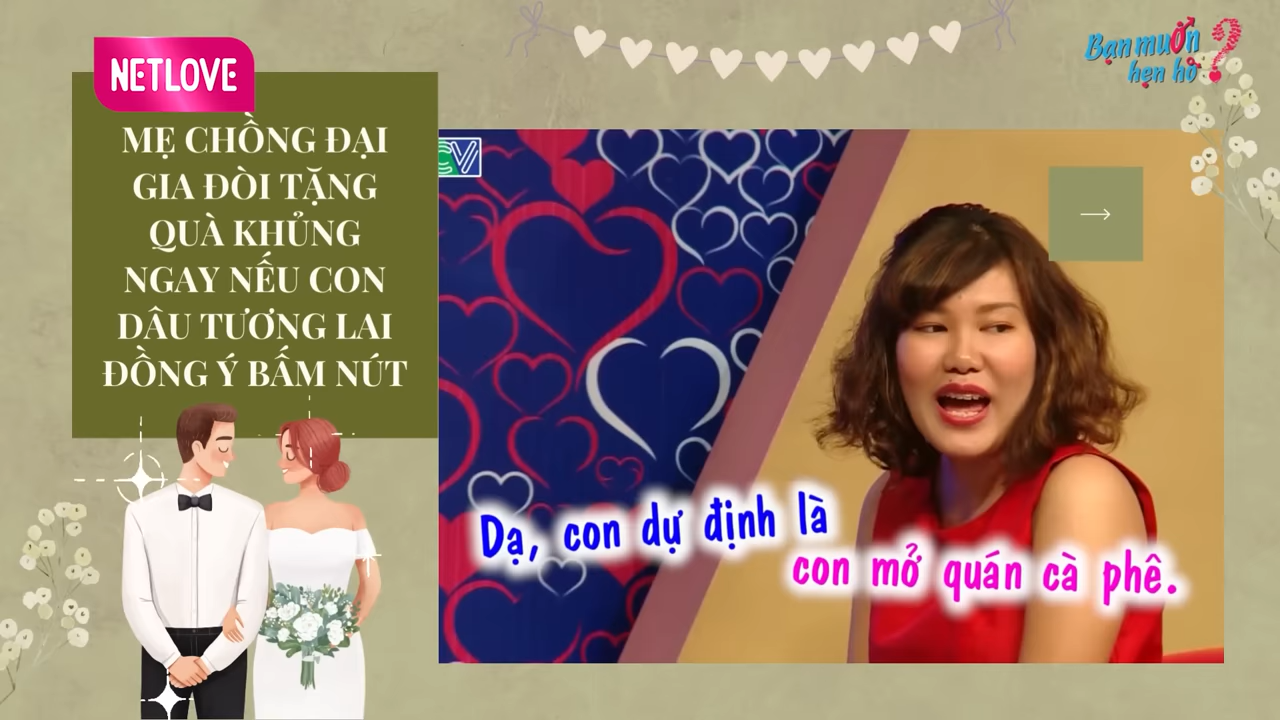 NETLOVE
MẸ CHỒNG ĐẠI
GIA ĐÒI TẶNG
QUÀ KHỦNG
NGAY NẾU CON
DÂU TƯƠNG LAI
ĐỒNG Ý BẤM NÚT
Bạn muốn
hẹn hò ?
CV
Dạ, con dự định là
con mở quán cà phê.